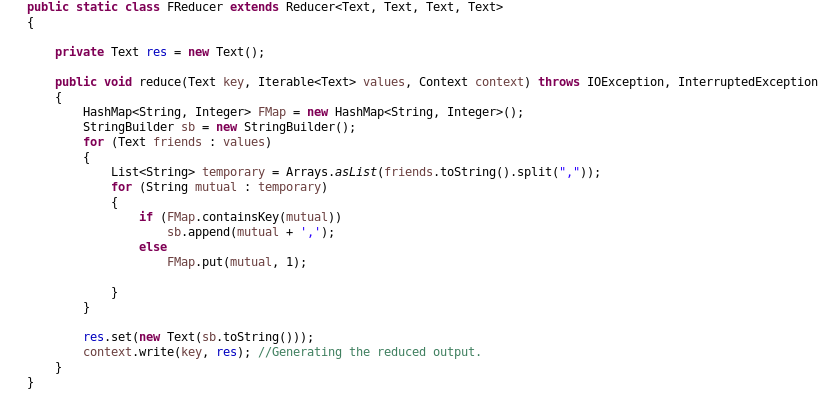 public static class FReducer extends Reducer<Text, Text, Text, Text>
{
private Text res = new Text();
public void reduce(Text key, Iterable<Text> values, Context context) throws IOException, InterruptedException
{
HashMap<String, Integer> FMap = new HashMap<String, Integer>();
StringBuilder sb = new StringBuilder();
for (Text friends : values)
{
List<String> temporary = Arrays.asList(friends.toString().split(","));
for (String mutual : temporary)
{
if (FMap.containsKey(mutual))
sb.append(mutual + ',');
else
FMap.put(mutual, 1);
}
}
res.set(new Text(sb.toString()));
context.write(key, res); //Generating the reduced output.
}
}